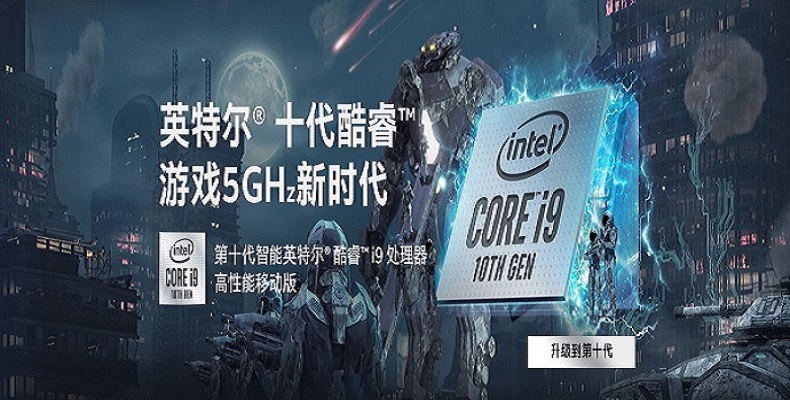 英特尔® 十代酷睿™
游戏5GHz新时代
intel
CORE i9
10TH GEN
第十代智能英特尔® 酷睿™ i9 处理器
高性能移动版
intel
CORE™ i9
10TH GEN
升级到第十代